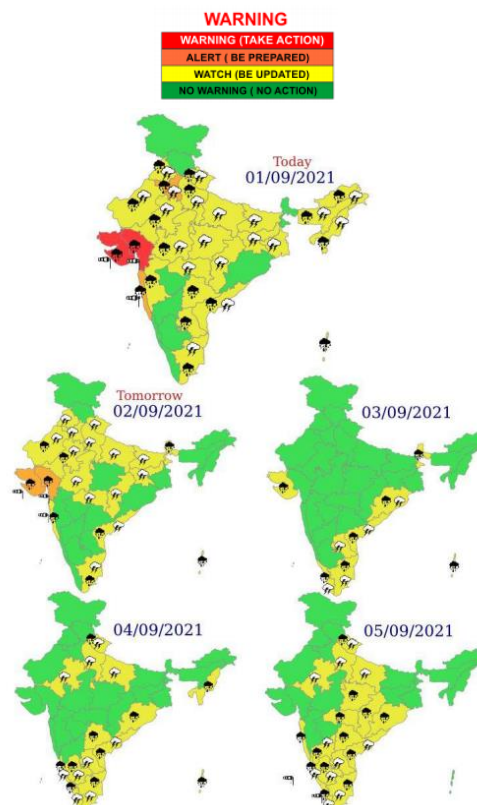 WARNING
WARNING (TAKE ACTION)
ALERT ( BE PREPARED)
WATCH (BE UPDATED)
NO WARNING ( NO ACTION)
Today
01/09/2021
Tomorrow
02/09/2021
03/09/2021
04/09/2021
05/09/2021